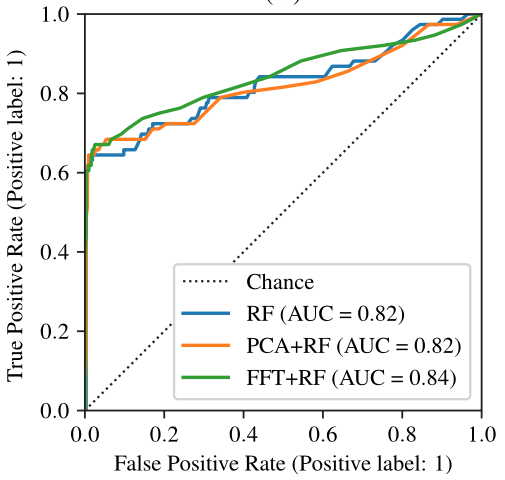 1.0
0.8
0.6
0.4
0.2
0.0
True Positive Rate (Positive label: 1)
Chance
RF (AUC = 0.82)
PCA+RF (AUC = 0.82)
FFT+RF (AUC = 0.84)
0.0 0.2 0.4 0.6 0.8 1.0
False Positive Rate (Positive label: 1)